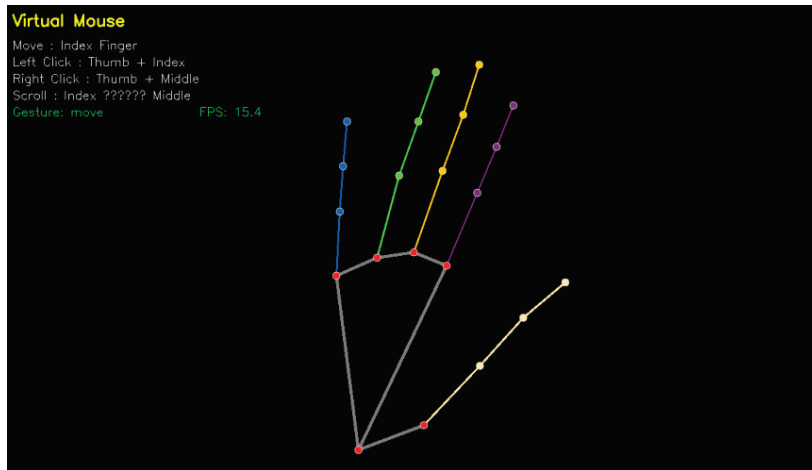 Virtual Mouse
Move : Index Finger
Left Click : Thumb + Index
Right Click : Thumb + Middle
Scroll : Index ?????? Middle
Gesture: move FPS: 15.4